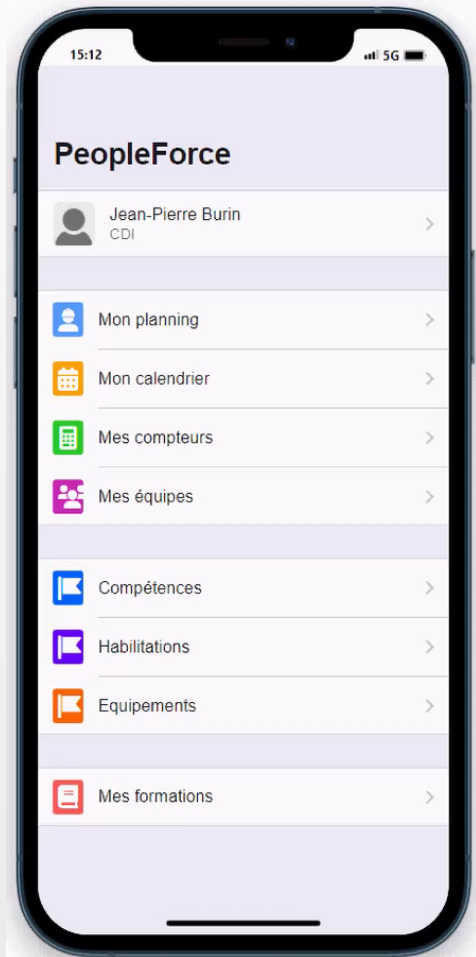 15:12
5G
PeopleForce
Jean-Pierre Burin
CDI
Mon planning
Mon calendrier
Mes compteurs
Mes équipes
Compétences
Habilitations
Equipements
Mes formations